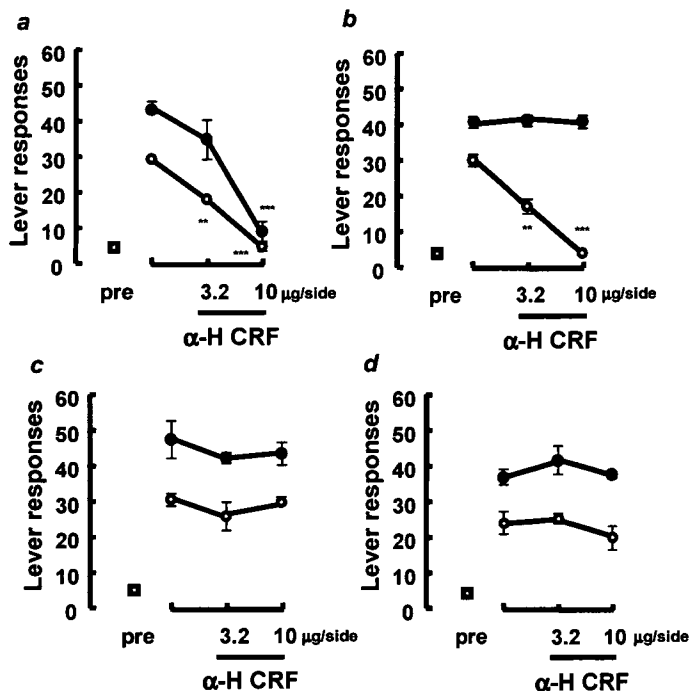 a
60
50
40
30
20
10
0
Lever responses
**
***
***
pre
3.2
10 μg/side
α-H CRF
b
60
50
40
30
20
10
0
Lever responses
**
***
pre
3.2
10 μg/side
α-H CRF
c
60
50
40
30
20
10
0
Lever responses
pre
3.2
10 μg/side
α-H CRF
d
60
50
40
30
20
10
0
Lever responses
pre
3.2
10 μg/side
α-H CRF